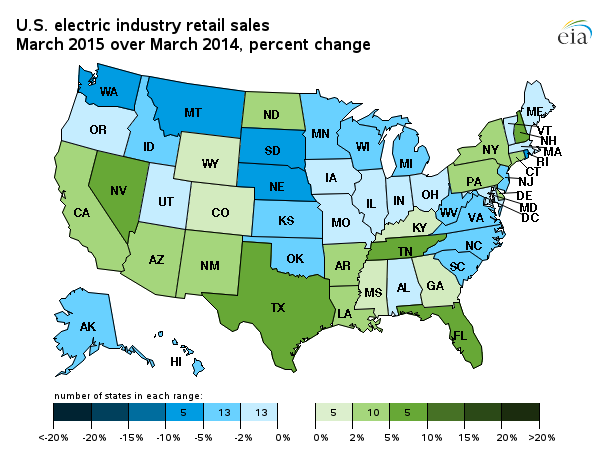 U.S. electric industry retail sales
March 2015 over March 2014, percent change
eia
WA
MT
ND
MN
ME
OR
ID
SD
WI
MI
VT
NH
NY
MA
RI
WY
NE
IA
PA
CT
NJ
NV
UT
CO
IL
IN
OH
DE
MD
DC
CA
KS
MO
WV
VA
KY
NC
AZ
NM
OK
AR
TN
SC
TX
MS
AL
GA
LA
FL
AK
HI
number of states in each range:
5 13 13 5 10 5
<-20% -20% -15% -10% -5% -2% 0% 0% 2% 5% 10% 15% 20% >20%